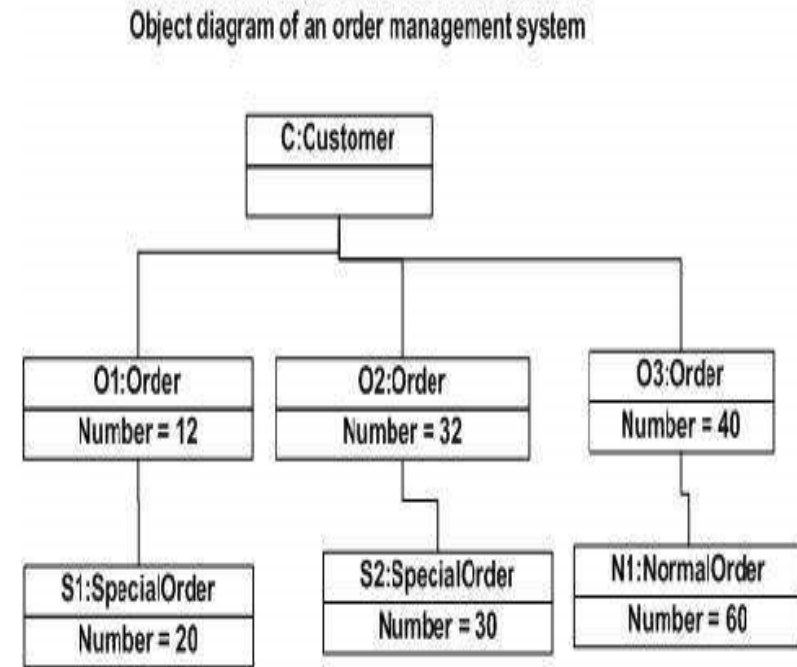 Object diagram of an order management system
C:Customer
O1:Order
Number = 12
O2:Order
Number = 32
O3:Order
Number = 40
S1:SpecialOrder
Number = 20
S2:SpecialOrder
Number = 30
N1:NormalOrder
Number = 60